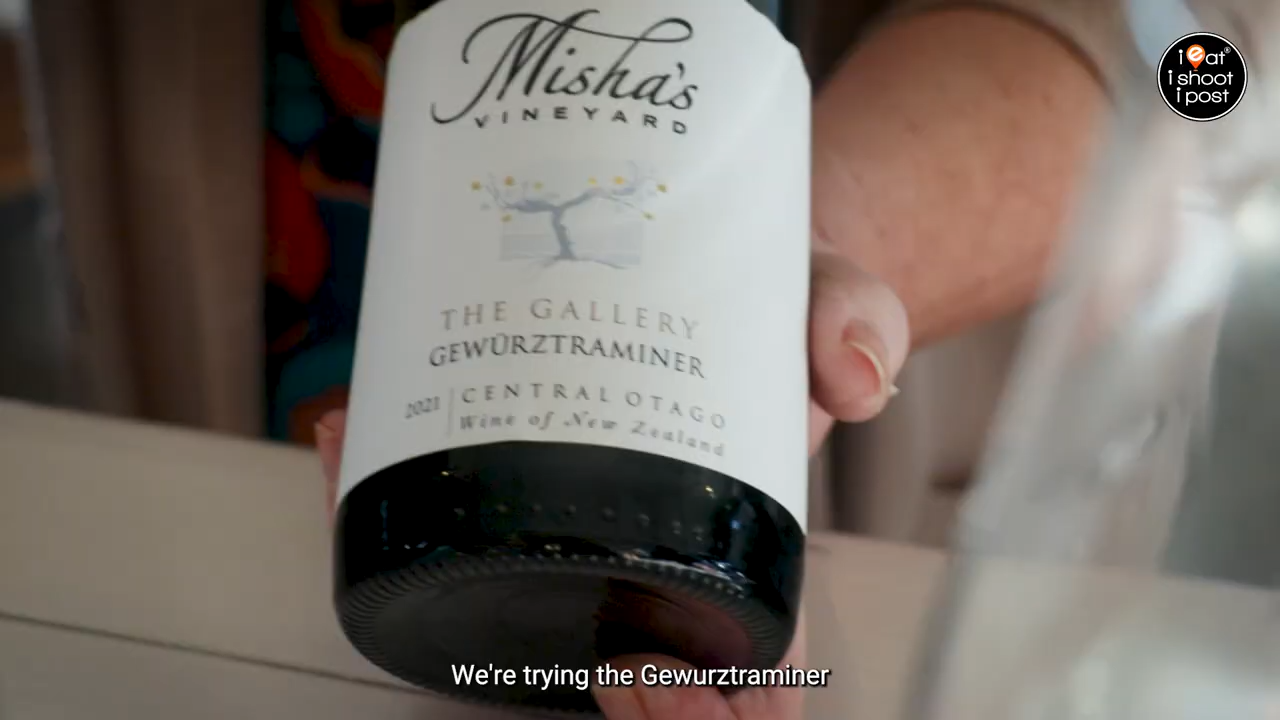 Misha's
VINEYARD
THE GALLERY
GEWÜRZTRAMINER
2021 | CENTRAL OTAGO
Wine of New Zealand
i eat®
i shoot
i post
We're trying the Gewurztraminer